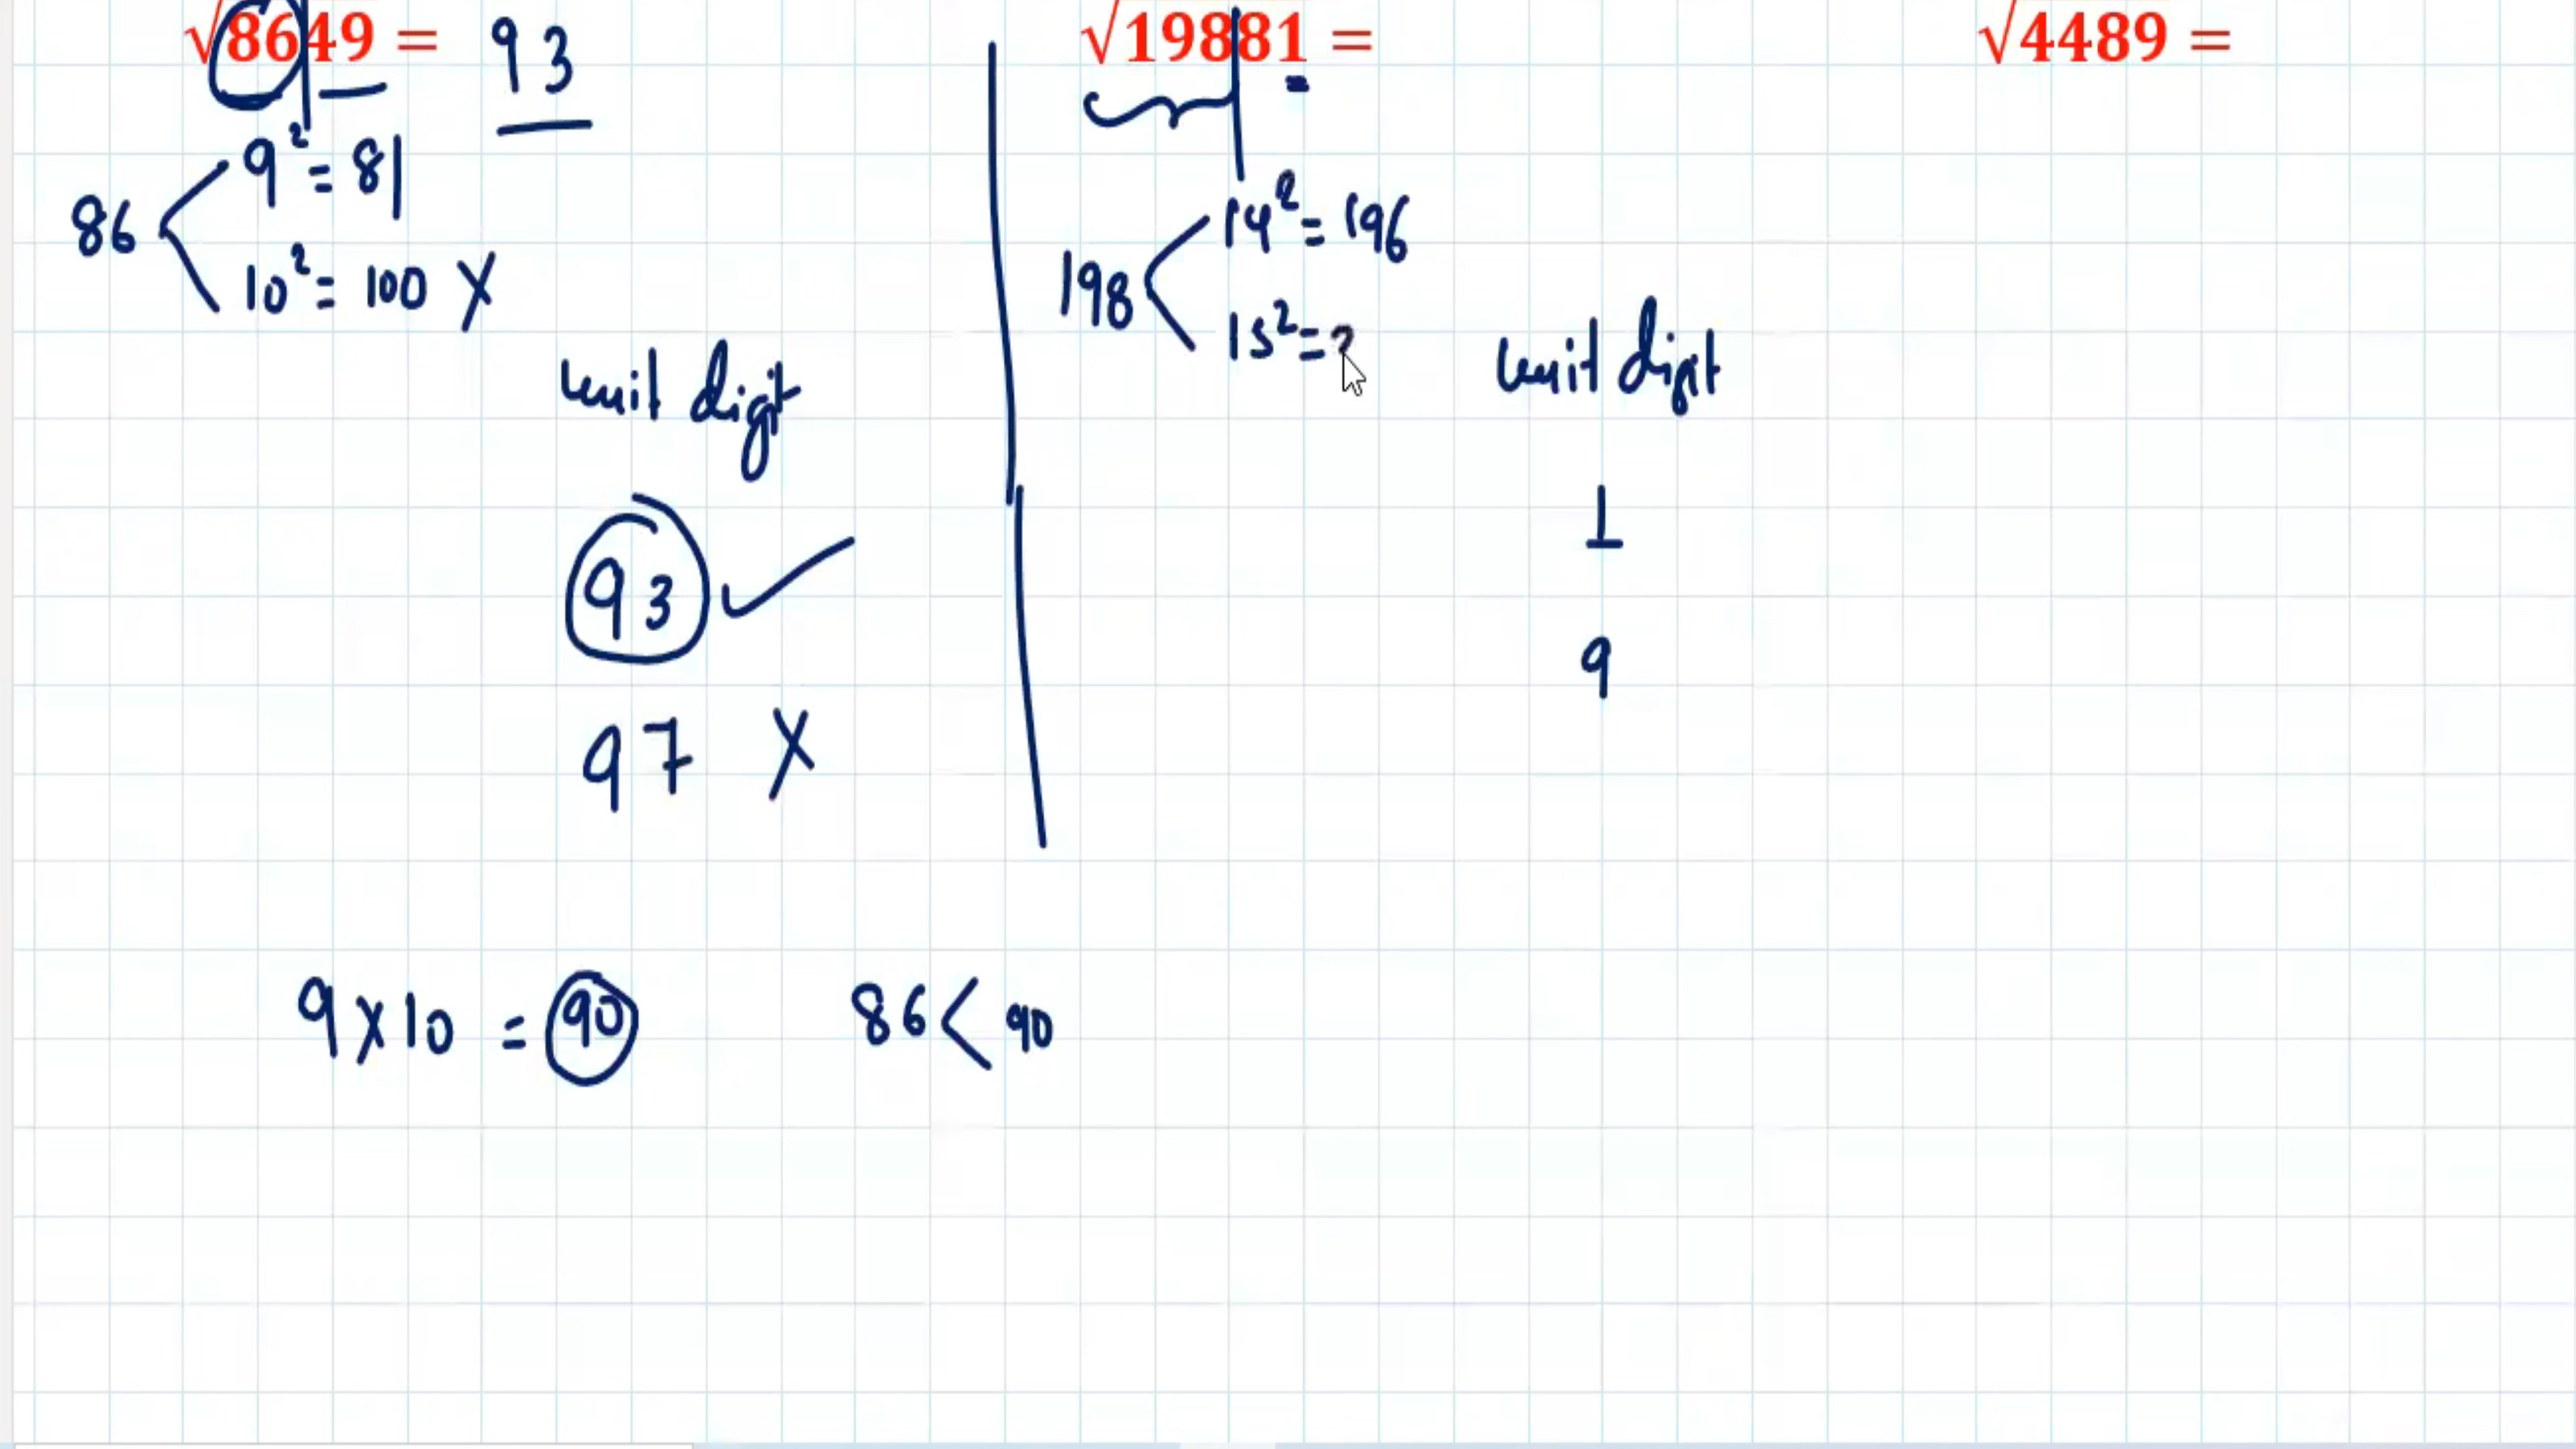 √8649 = 93
9² = 81
86
10² = 100 X
unit digit
93 ✓
97 X
9 x 10 = 90
86 < 90
√19881 =
14² = 196
198
15² = 2
unit digit
1
9
√4489 =